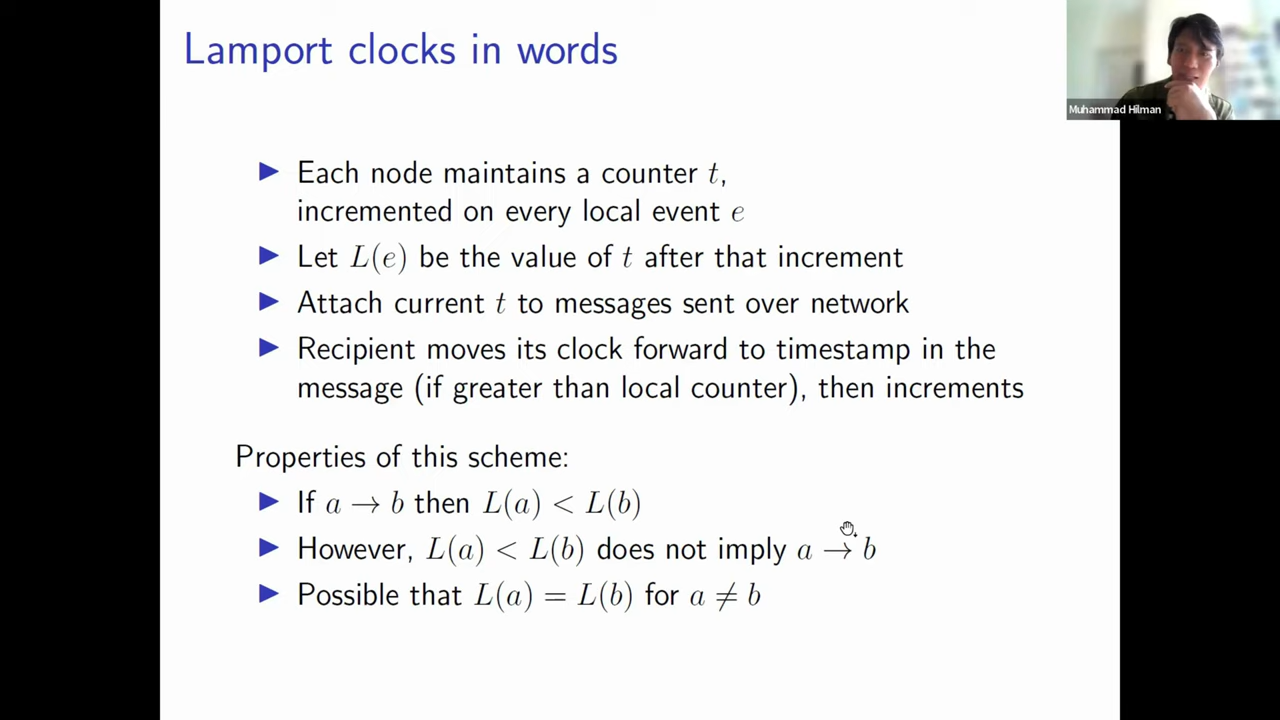 Lamport clocks in words
Muhammad Hilman
▶ Each node maintains a counter t,
incremented on every local event e
▶ Let L(e) be the value of t after that increment
▶ Attach current t to messages sent over network
▶ Recipient moves its clock forward to timestamp in the
message (if greater than local counter), then increments
Properties of this scheme:
▶ If a → b then L(a) < L(b)
▶ However, L(a) < L(b) does not imply a → b
▶ Possible that L(a) = L(b) for a ≠ b